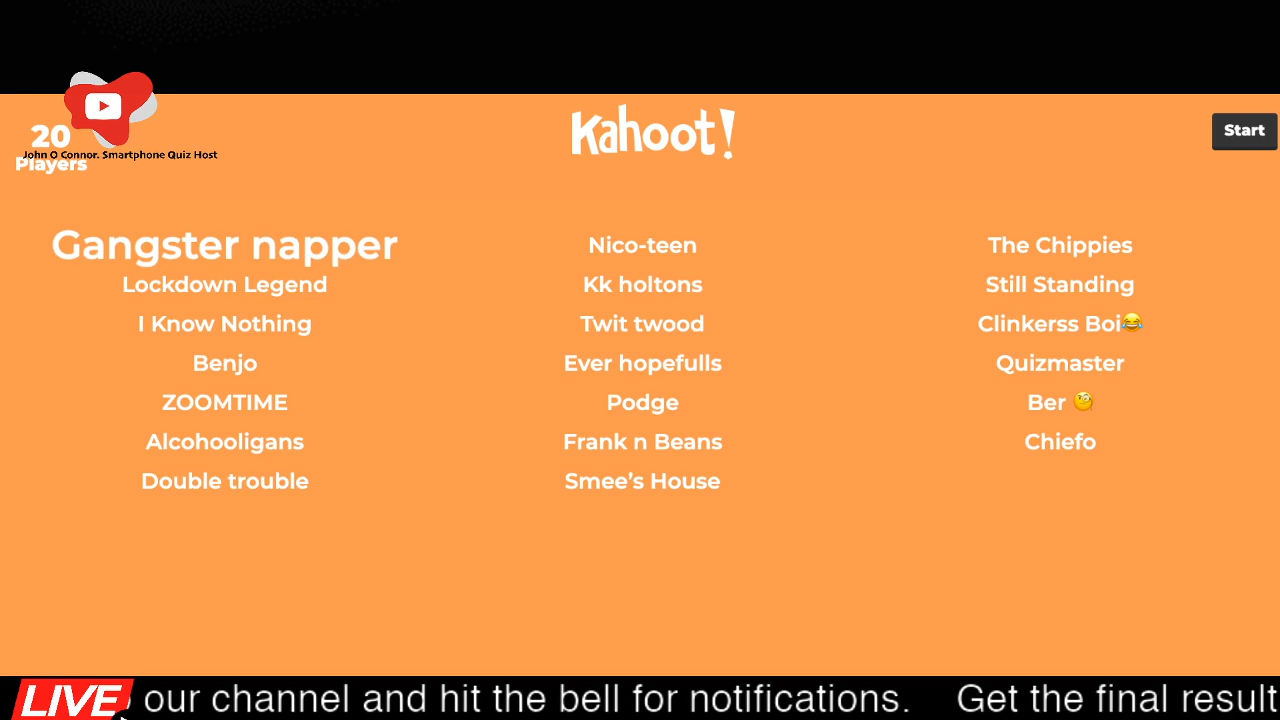 Kahoot!
20
John O Connor. Smartphone Quiz Host
Players
Start
Gangster napper
Lockdown Legend
I Know Nothing
Benjo
ZOOMTIME
Alcohooligans
Double trouble
Nico-teen
Kk holtons
Twit twood
Ever hopefulls
Podge
Frank n Beans
Smee’s House
The Chippies
Still Standing
Clinkerss Boi😂
Quizmaster
Ber 🧐
Chiefo
LIVE our channel and hit the bell for notifications. Get the final result